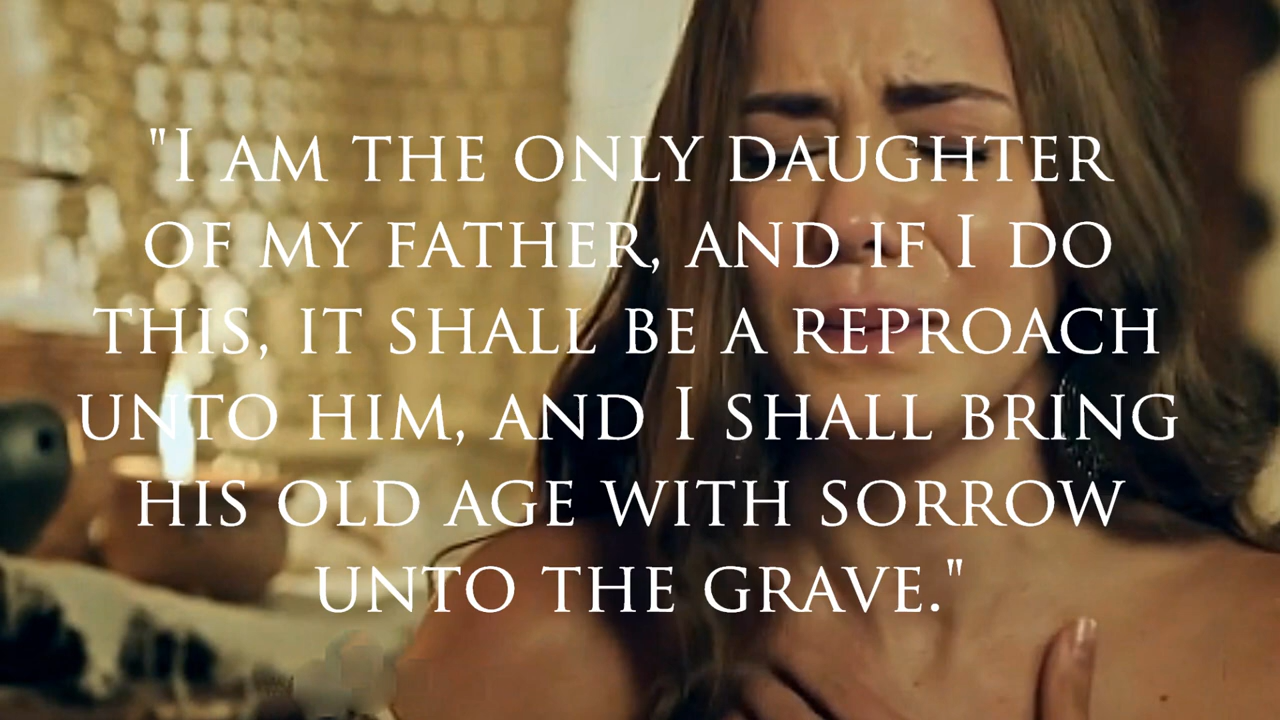 "I AM THE ONLY DAUGHTER
OF MY FATHER, AND IF I DO
THIS, IT SHALL BE A REPROACH
UNTO HIM, AND I SHALL BRING
HIS OLD AGE WITH SORROW
UNTO THE GRAVE."